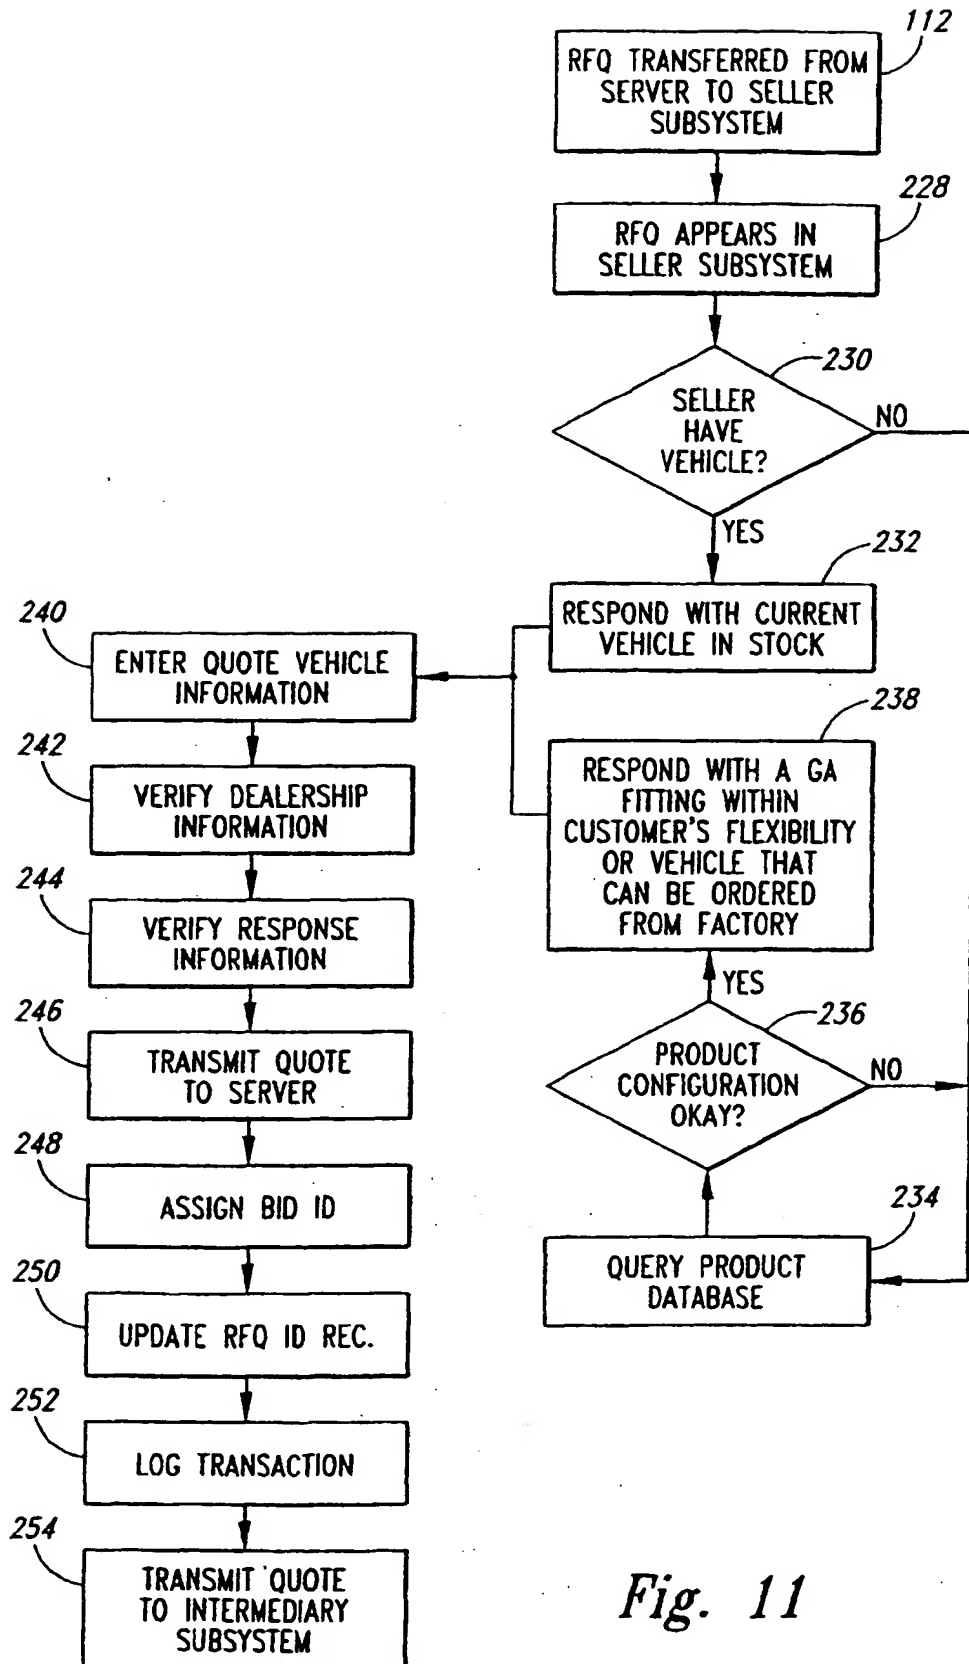 112
RFQ TRANSFERRED FROM
SERVER TO SELLER
SUBSYSTEM
228
RFQ APPEARS IN
SELLER SUBSYSTEM
230
SELLER
HAVE
VEHICLE?
NO
YES
232
RESPOND WITH CURRENT
VEHICLE IN STOCK
238
RESPOND WITH A GA
FITTING WITHIN
CUSTOMER'S FLEXIBILITY
OR VEHICLE THAT
CAN BE ORDERED
FROM FACTORY
YES
236
PRODUCT
CONFIGURATION
OKAY?
NO
234
QUERY PRODUCT
DATABASE
240
ENTER QUOTE VEHICLE
INFORMATION
242
VERIFY DEALERSHIP
INFORMATION
244
VERIFY RESPONSE
INFORMATION
246
TRANSMIT QUOTE
TO SERVER
248
ASSIGN BID ID
250
UPDATE RFQ ID REC.
252
LOG TRANSACTION
254
TRANSMIT QUOTE
TO INTERMEDIARY
SUBSYSTEM
Fig. 11